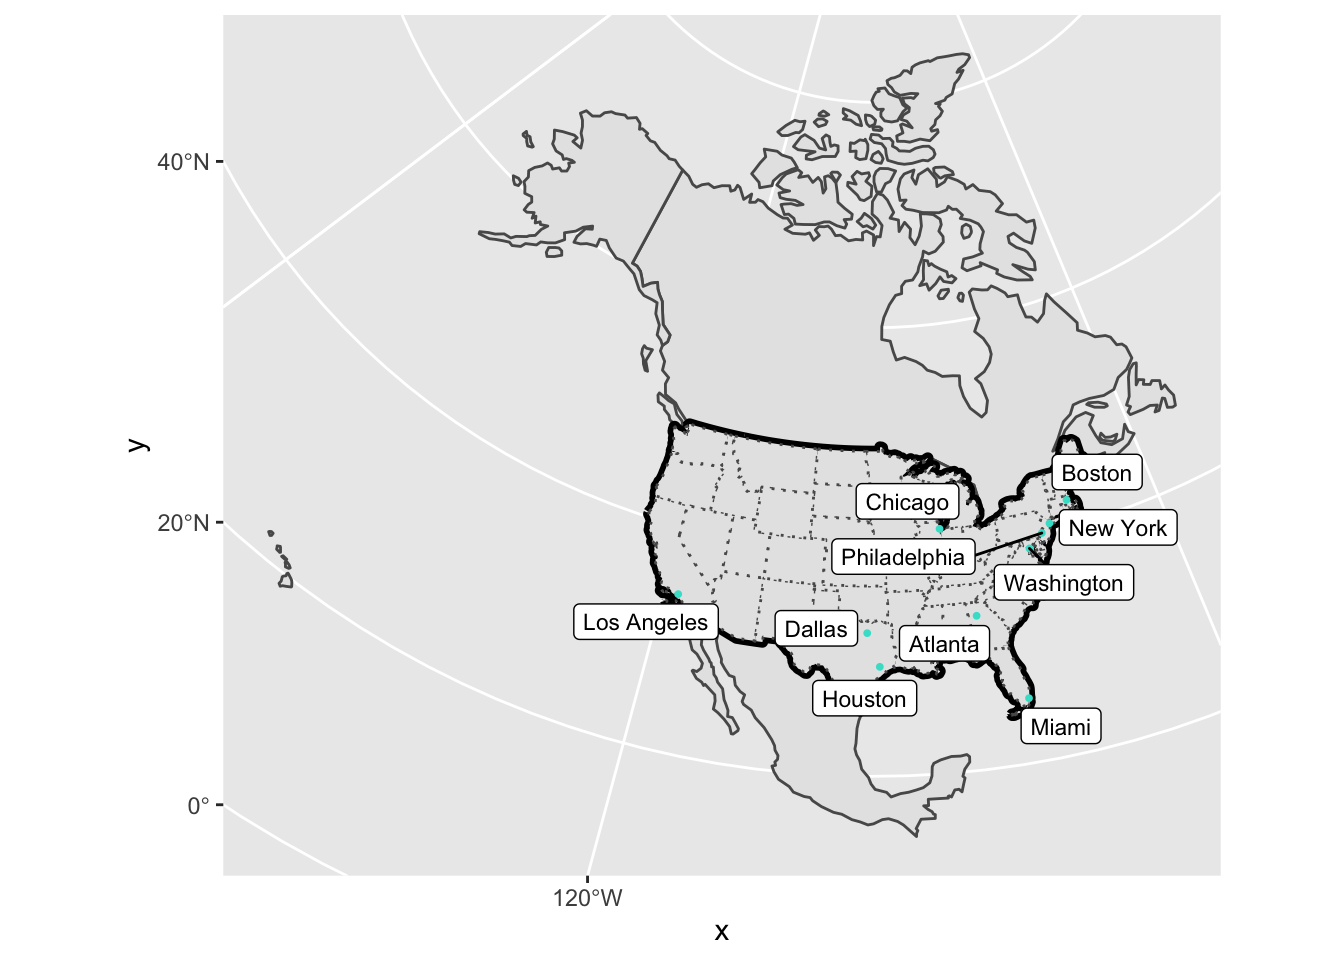 40°N
20°N
0°
120°W
x
y
Boston
Chicago
New York
Philadelphia
Washington
Los Angeles
Dallas
Atlanta
Houston
Miami